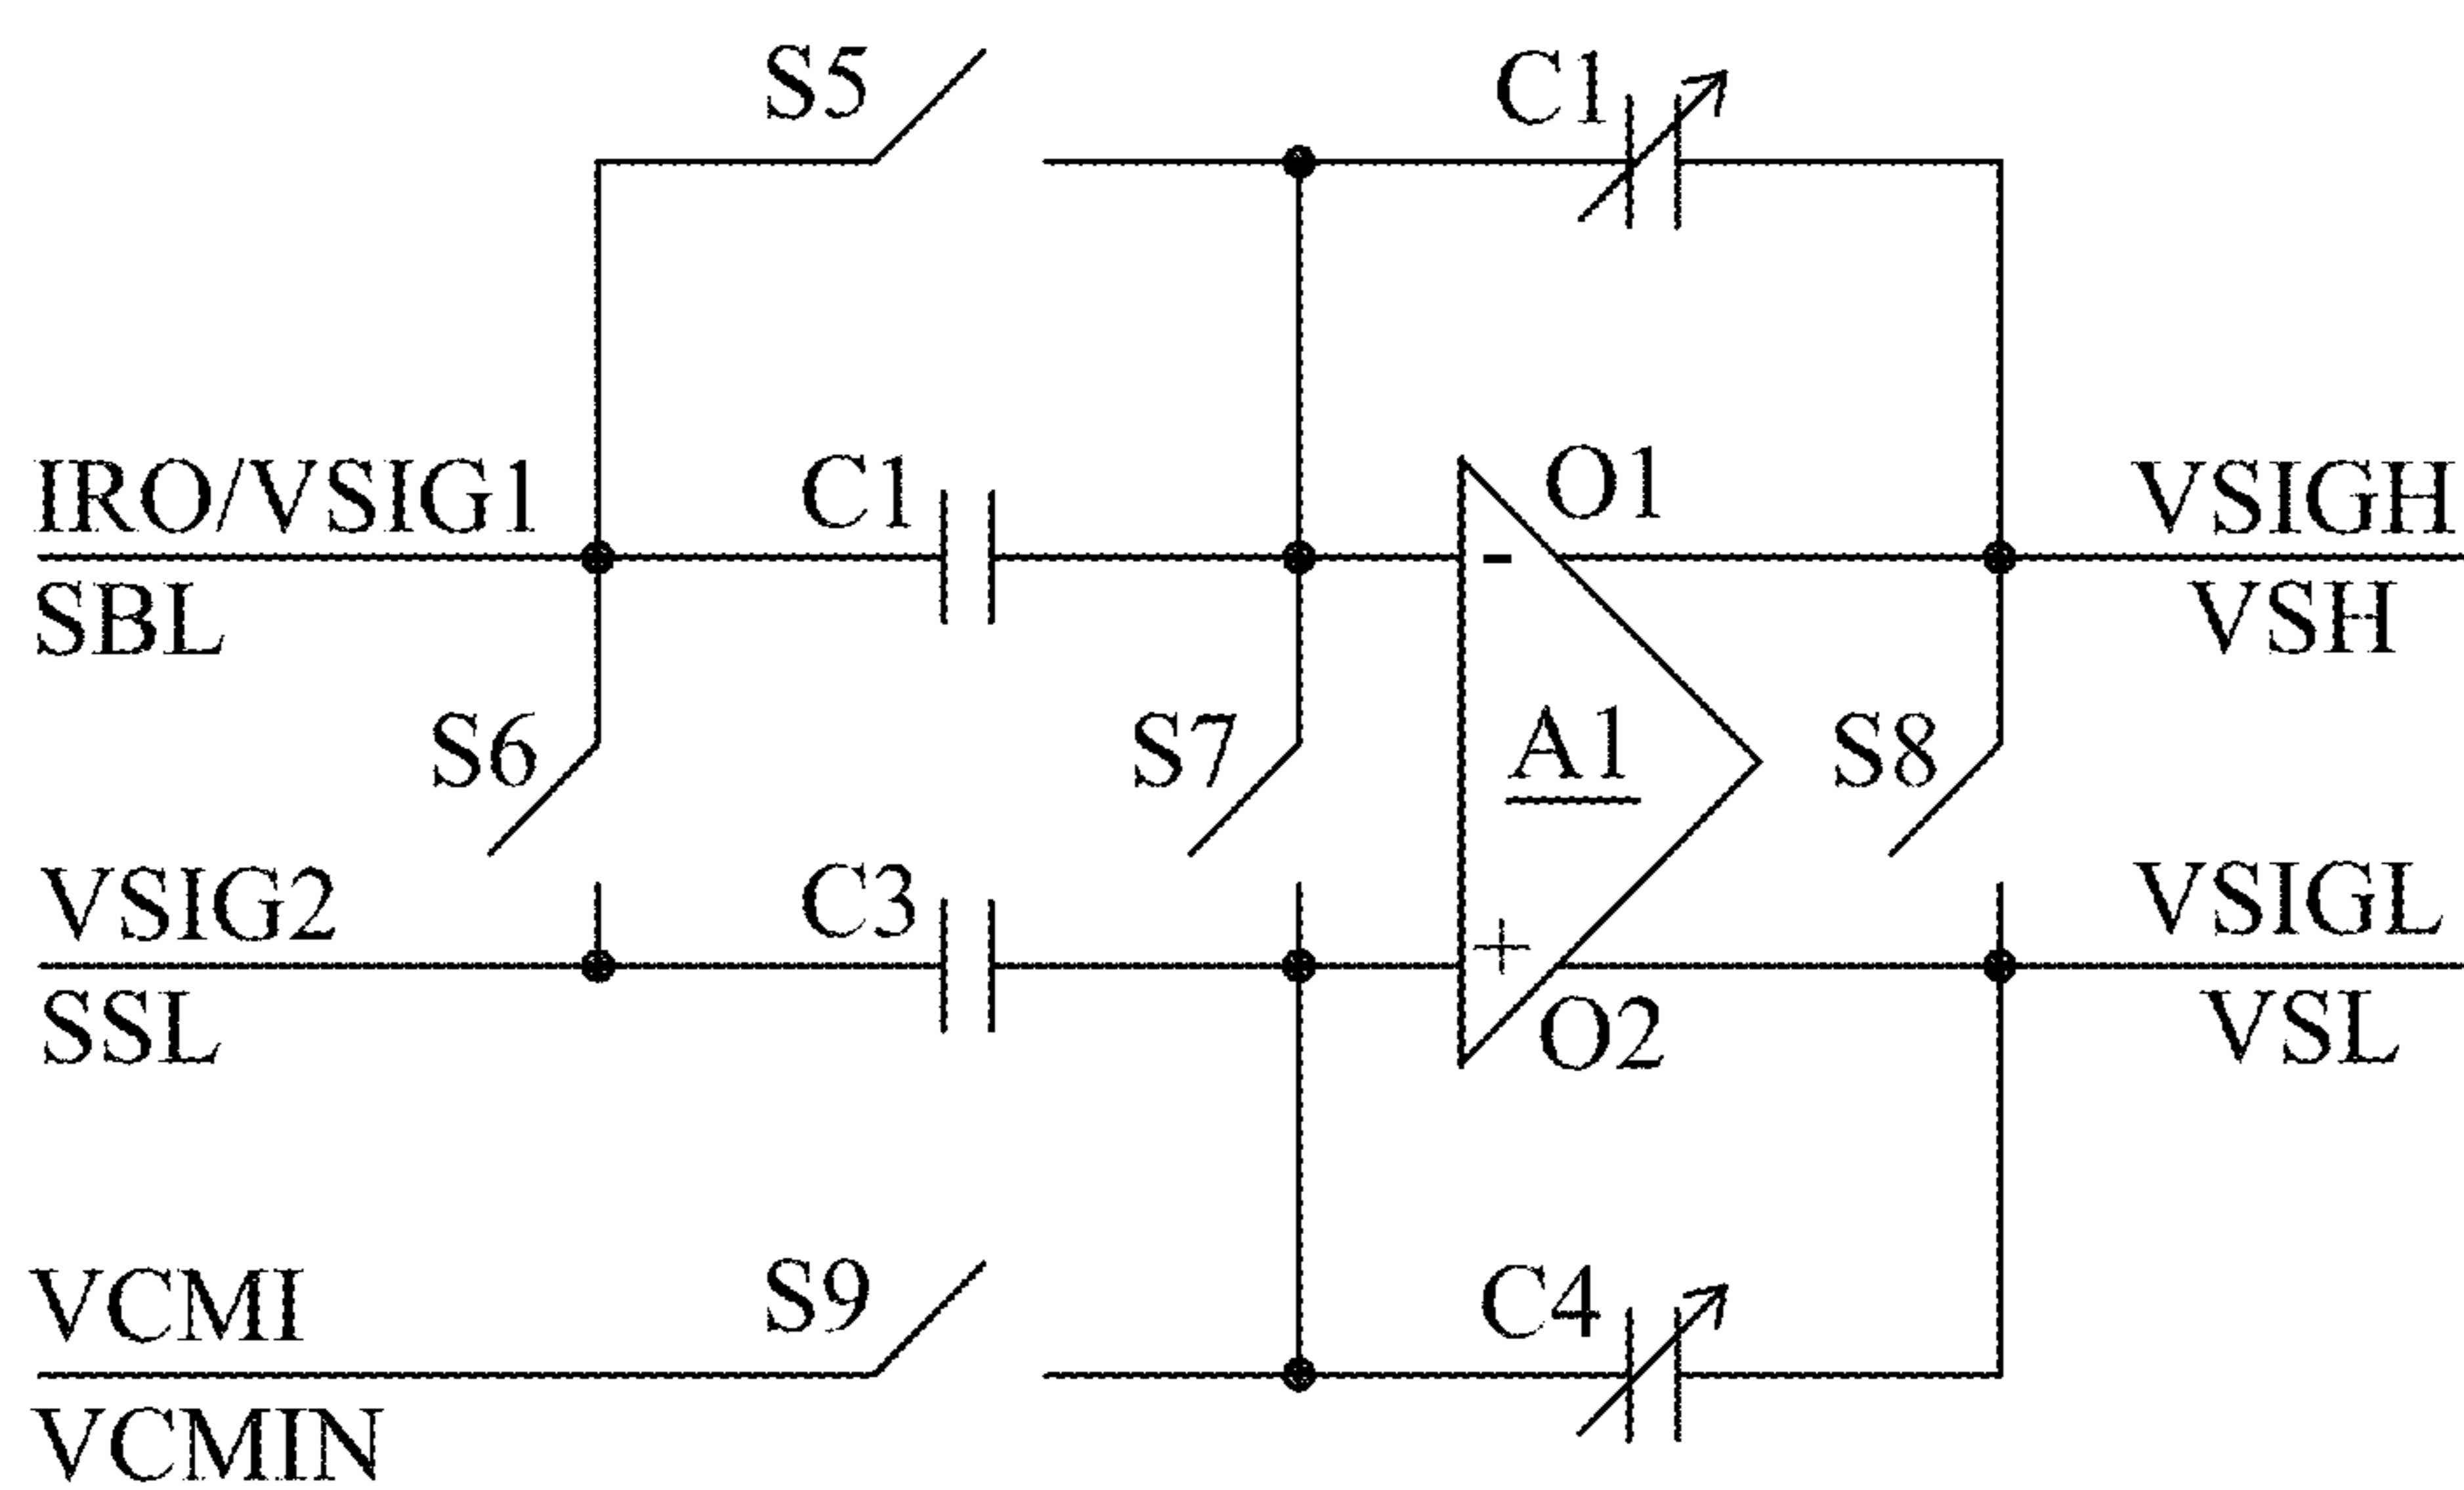 S5
C1
IRO/VSIG1
SBL
C1
O1
-
VSIGH
VSH
S6
S7
A1
S8
VSIG2
SSL
C3
+
O2
VSIGL
VSL
VCMI
VCMIN
S9
C4